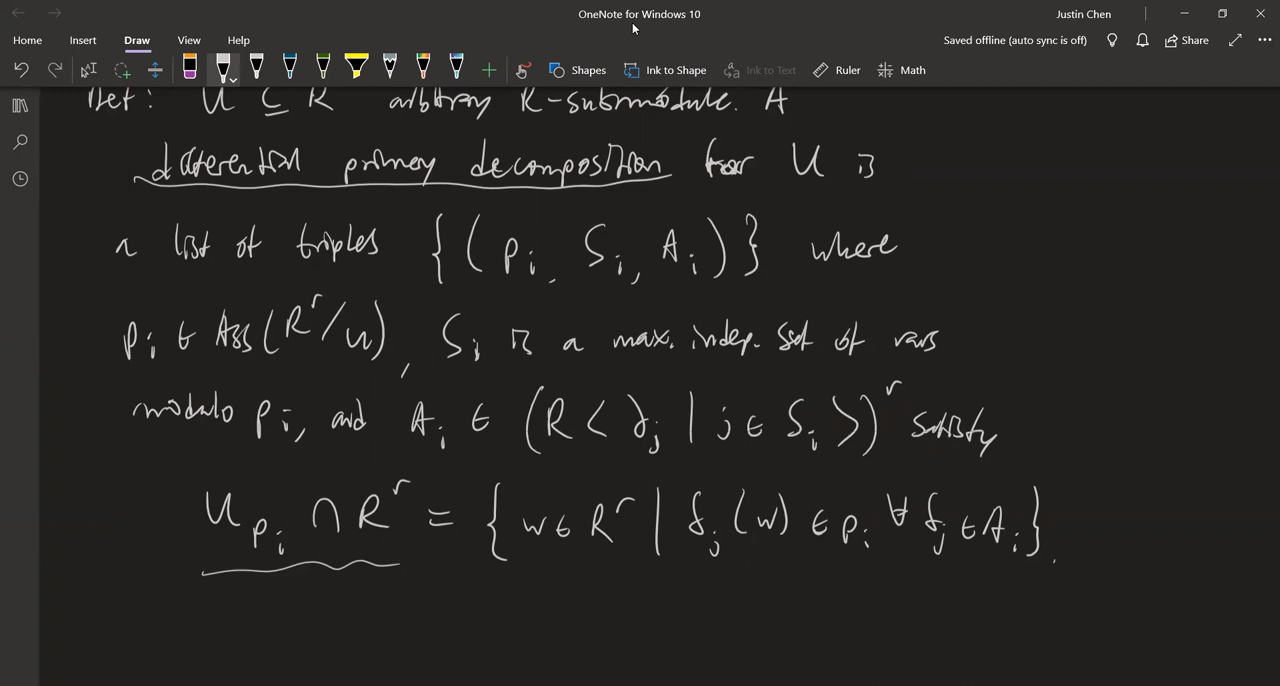 OneNote for Windows 10
Justin Chen
Home Insert Draw View Help
Saved offline (auto sync is off) Share
Shapes Ink to Shape Ink to Text Ruler Math
Def: U ⊆ R arbitrary R-submodule. A
differential primary decomposition for U is
a list of triples {(p_i, S_i, A_i)} where
p_i ∈ Ass(R^r/U), S_i is a max. indep. set of vars
modulo p_i, and A_i ∈ (R<∂_j | j ∈ S_i>)^r satisfy
U_{p_i} ∩ R^r = {w ∈ R^r | δ_j(w) ∈ p_i ∀ δ_j ∈ A_i}.